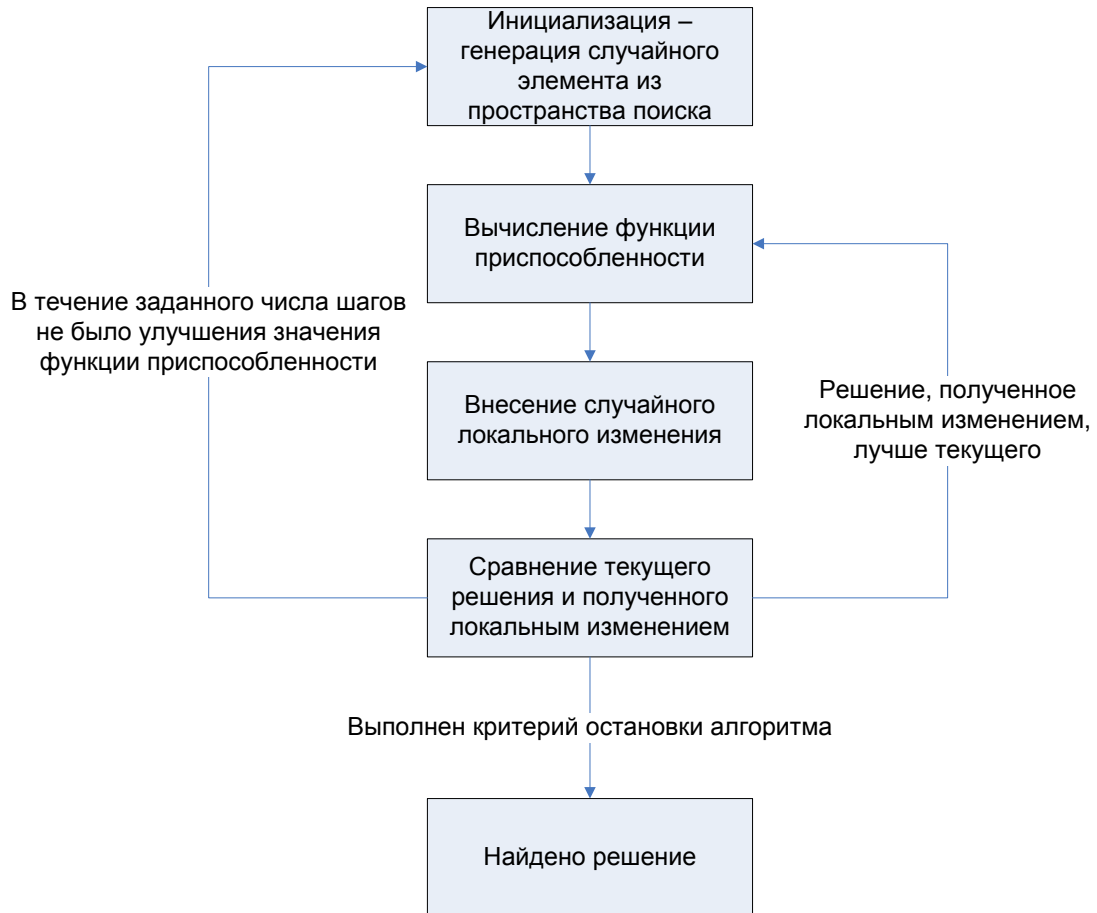 Инициализация –
генерация случайного
элемента из
пространства поиска
Вычисление функции
приспособленности
В течение заданного числа шагов
не было улучшения значения
функции приспособленности
Внесение случайного
локального изменения
Решение, полученное
локальным изменением,
лучше текущего
Сравнение текущего
решения и полученного
локальным изменением
Выполнен критерий остановки алгоритма
Найдено решение